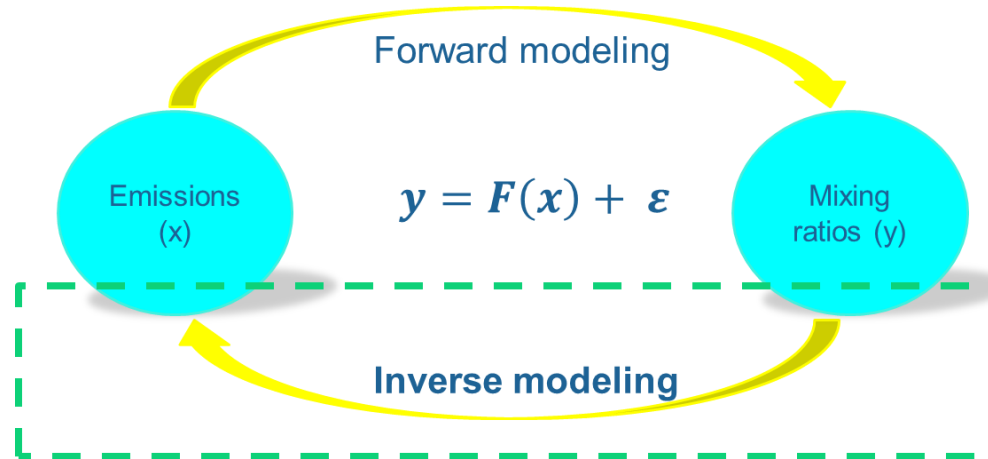 Forward modeling
Emissions
(x)
y = F(x) + ε
Mixing
ratios (y)
Inverse modeling